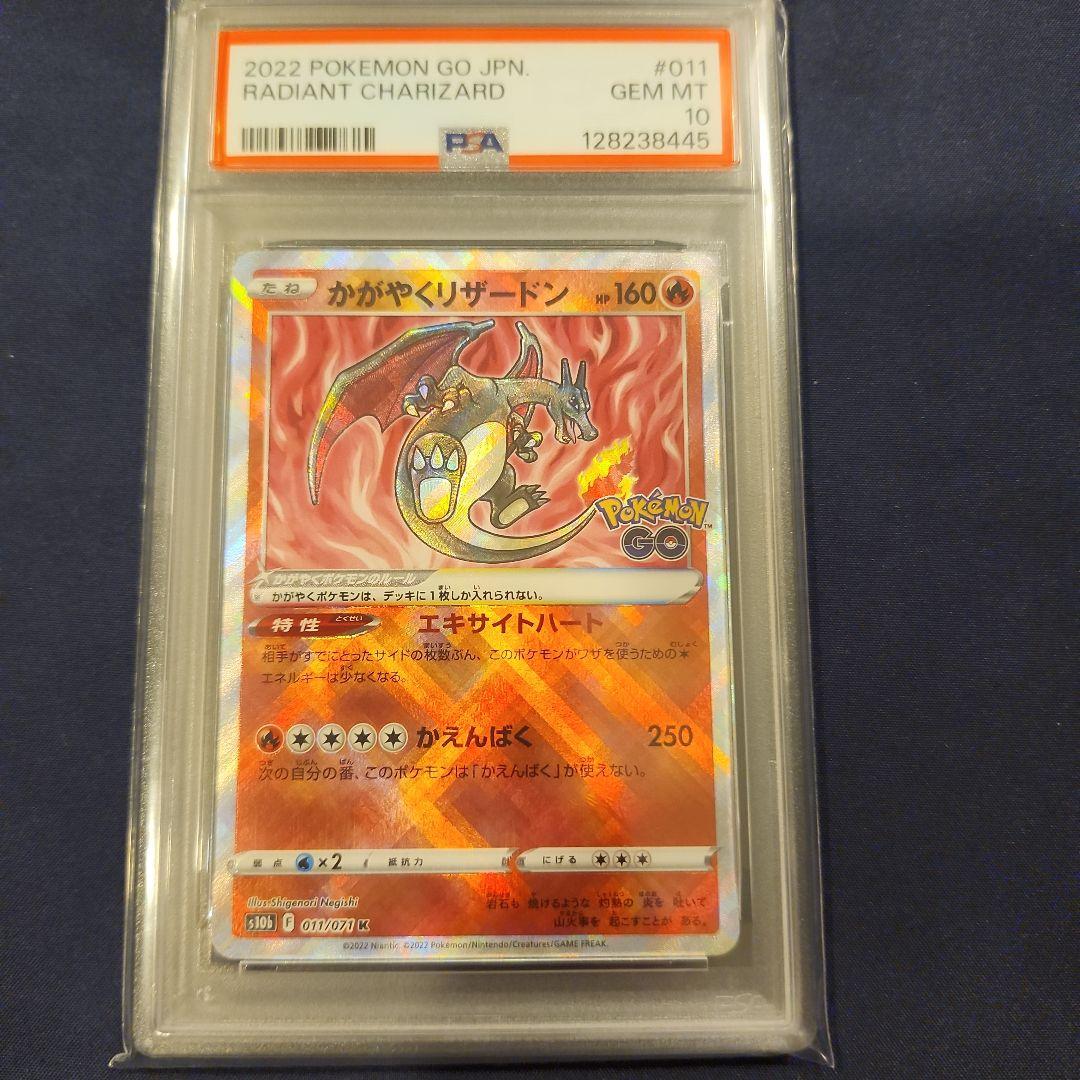 2022 POKEMON GO JPN. #011
RADIANT CHARIZARD GEM MT
10
PSA 128238445
たね かがやくリザードン HP 160
Pokémon™
GO
かがやくポケモンのルール
かがやくポケモンは、デッキに1枚しか入れられない。
特性 エキサイトハート
相手がすでにとったサイドの枚数ぶん、このポケモンがワザを使うための
エネルギーは少なくなる。
かえんばく 250
次の自分の番、このポケモンは「かえんばく」が使えない。
弱点 ×2 抵抗力 にげる
Illus. Shigenori Negishi
岩石も 焼けるような 灼熱の 炎を 吐いて
山火事を 起こすことが ある。
s10b F 011/071 K
©2022 Niantic. ©2022 Pokémon/Nintendo/Creatures/GAME FREAK.